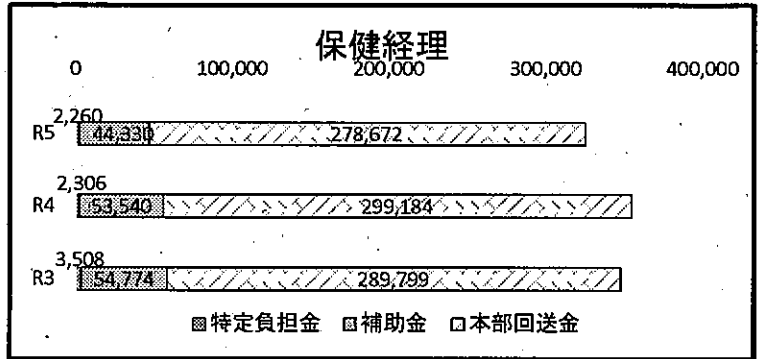 保健経理
0 100,000 200,000 300,000 400,000
2,260
R5 44,330 278,672
2,306
R4 53,540 299,184
3,508
R3 54,774 289,799
特定負担金 補助金 本部回送金